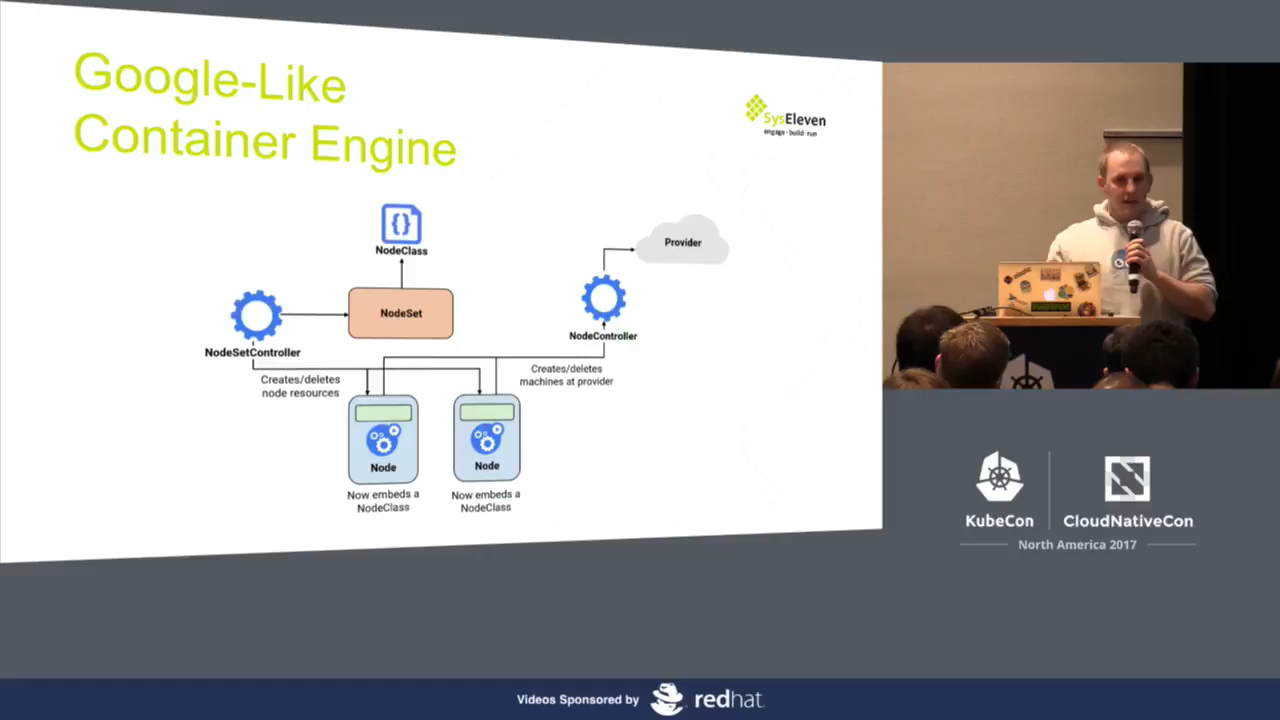 Google-Like
Container Engine
SysEleven
engage·build·run
NodeClass
Provider
NodeSet
NodeSetController
NodeController
Creates/deletes
node resources
Creates/deletes
machines at provider
Node
Node
Now embeds a
NodeClass
Now embeds a
NodeClass
KubeCon
CloudNativeCon
North America 2017
Videos Sponsored by
redhat